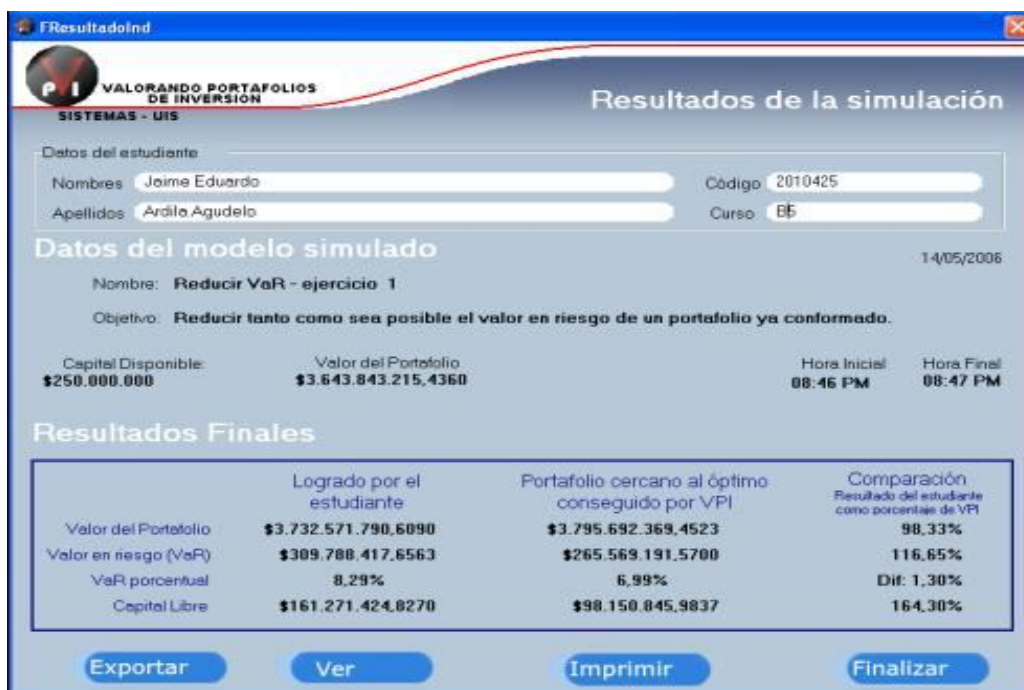 FResultadoInd
PVI
VALORANDO PORTAFOLIOS
DE INVERSIÓN
SISTEMAS - UIS
Resultados de la simulación
Datos del estudiante
Nombres Jaime Eduardo Código 2010425
Apellidos Ardila Agudelo Curso B5
Datos del modelo simulado
14/05/2006
Nombre: Reducir VaR - ejercicio 1
Objetivo: Reducir tanto como sea posible el valor en riesgo de un portafolio ya conformado.
Capital Disponible: Valor del Portafolio Hora Inicial Hora Final
$250.000.000 $3.643.843.215,4360 08:46 PM 08:47 PM
Resultados Finales
Logrado por el Portafolio cercano al óptimo Comparación
estudiante conseguido por VPI Resultado del estudiante
como porcentaje de VPI
Valor del Portafolio $3.732.571.790,6090 $3.795.692.369,4523 98,33%
Valor en riesgo (VaR) $309.788.417,6563 $265.569.191,5700 116,65%
VaR porcentual 8,29% 6,99% Dif: 1,30%
Capital Libre $161.271.424,8270 $98.150.845,9837 164,30%
Exportar Ver Imprimir Finalizar